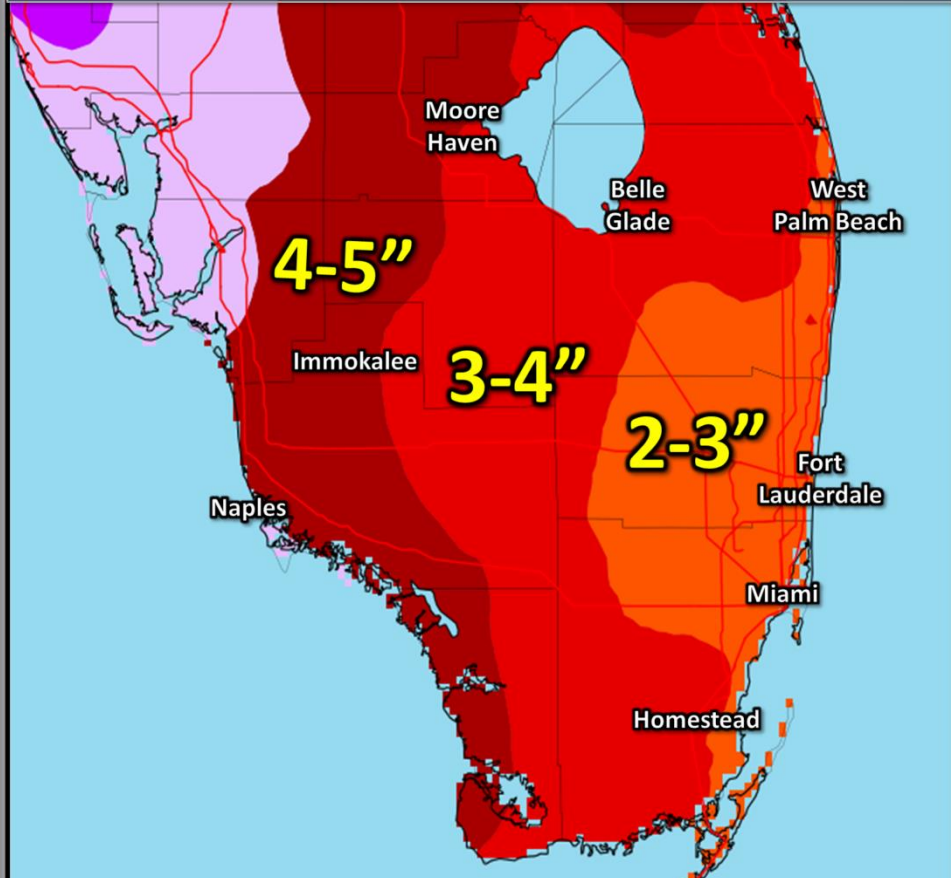 Moore
Haven
Belle
Glade
West
Palm Beach
4-5”
Immokalee
3-4”
2-3”
Fort
Lauderdale
Naples
Miami
Homestead